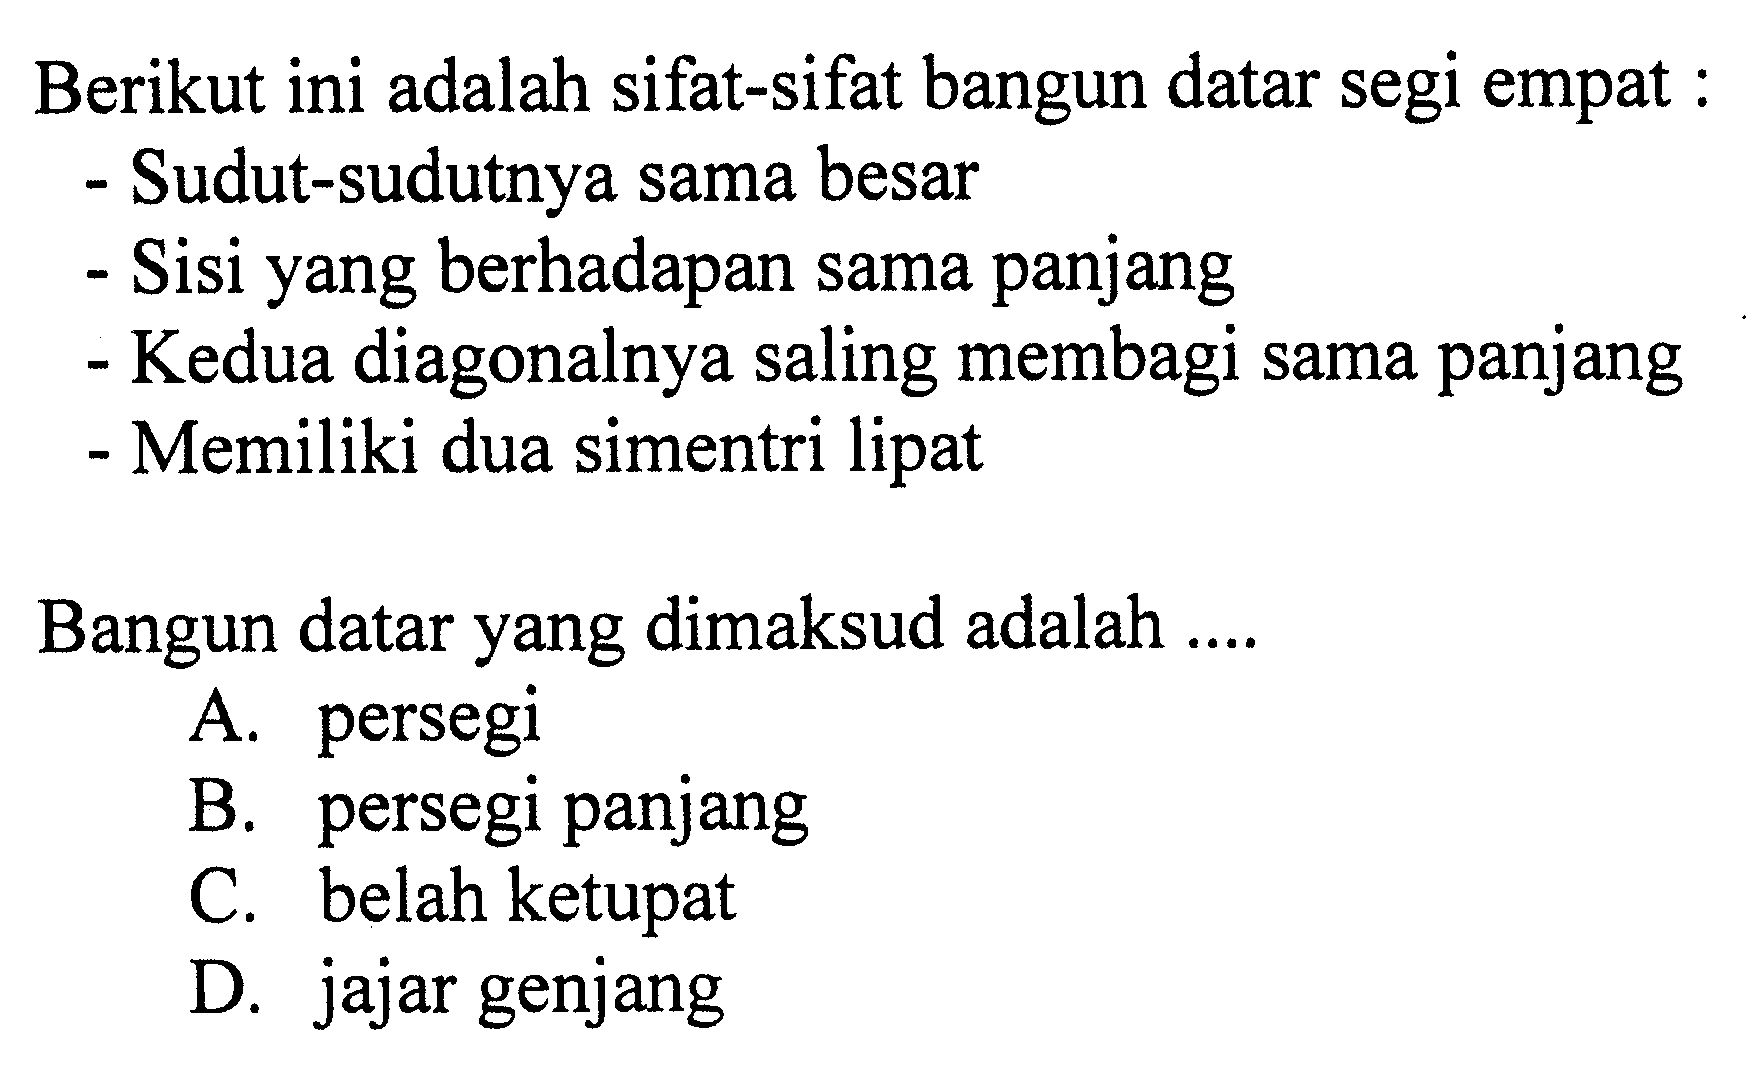 Berikut ini adalah sifat-sifat bangun datar segi empat :
- Sudut-sudutnya sama besar
- Sisi yang berhadapan sama panjang
- Kedua diagonalnya saling membagi sama panjang
- Memiliki dua simentri lipat
Bangun datar yang dimaksud adalah ....
A. persegi
B. persegi panjang
C. belah ketupat
D. jajar genjang